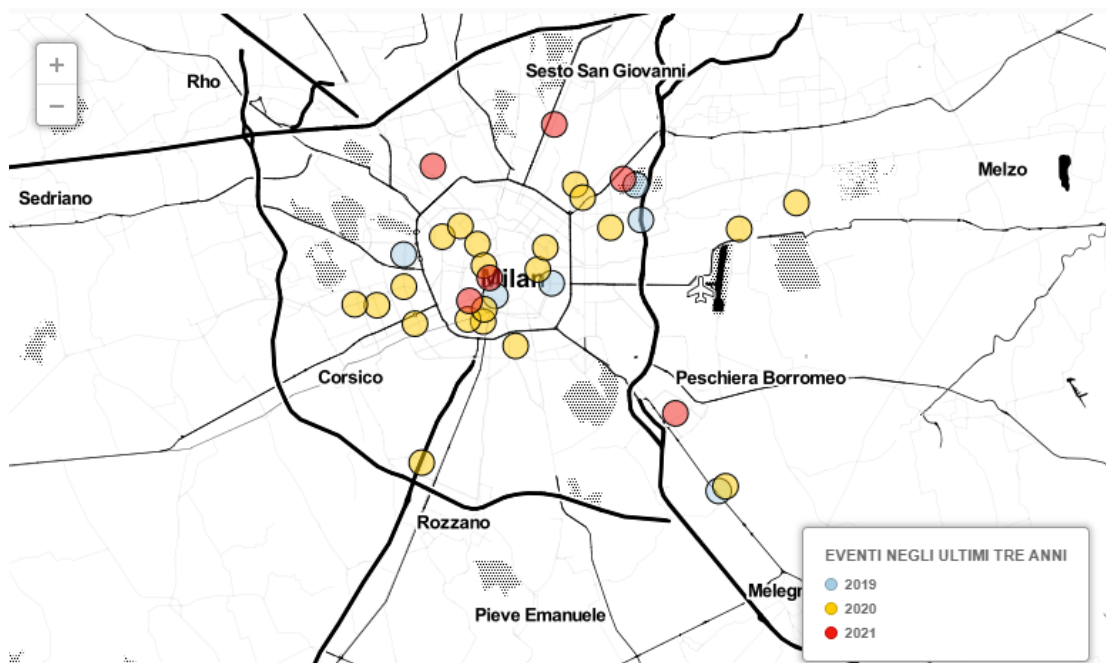 +
−
Rho
Sesto San Giovanni
Sedriano
Melzo
Milan
Corsico
Peschiera Borromeo
Rozzano
Pieve Emanuele
Melegr
EVENTI NEGLI ULTIMI TRE ANNI
2019
2020
2021